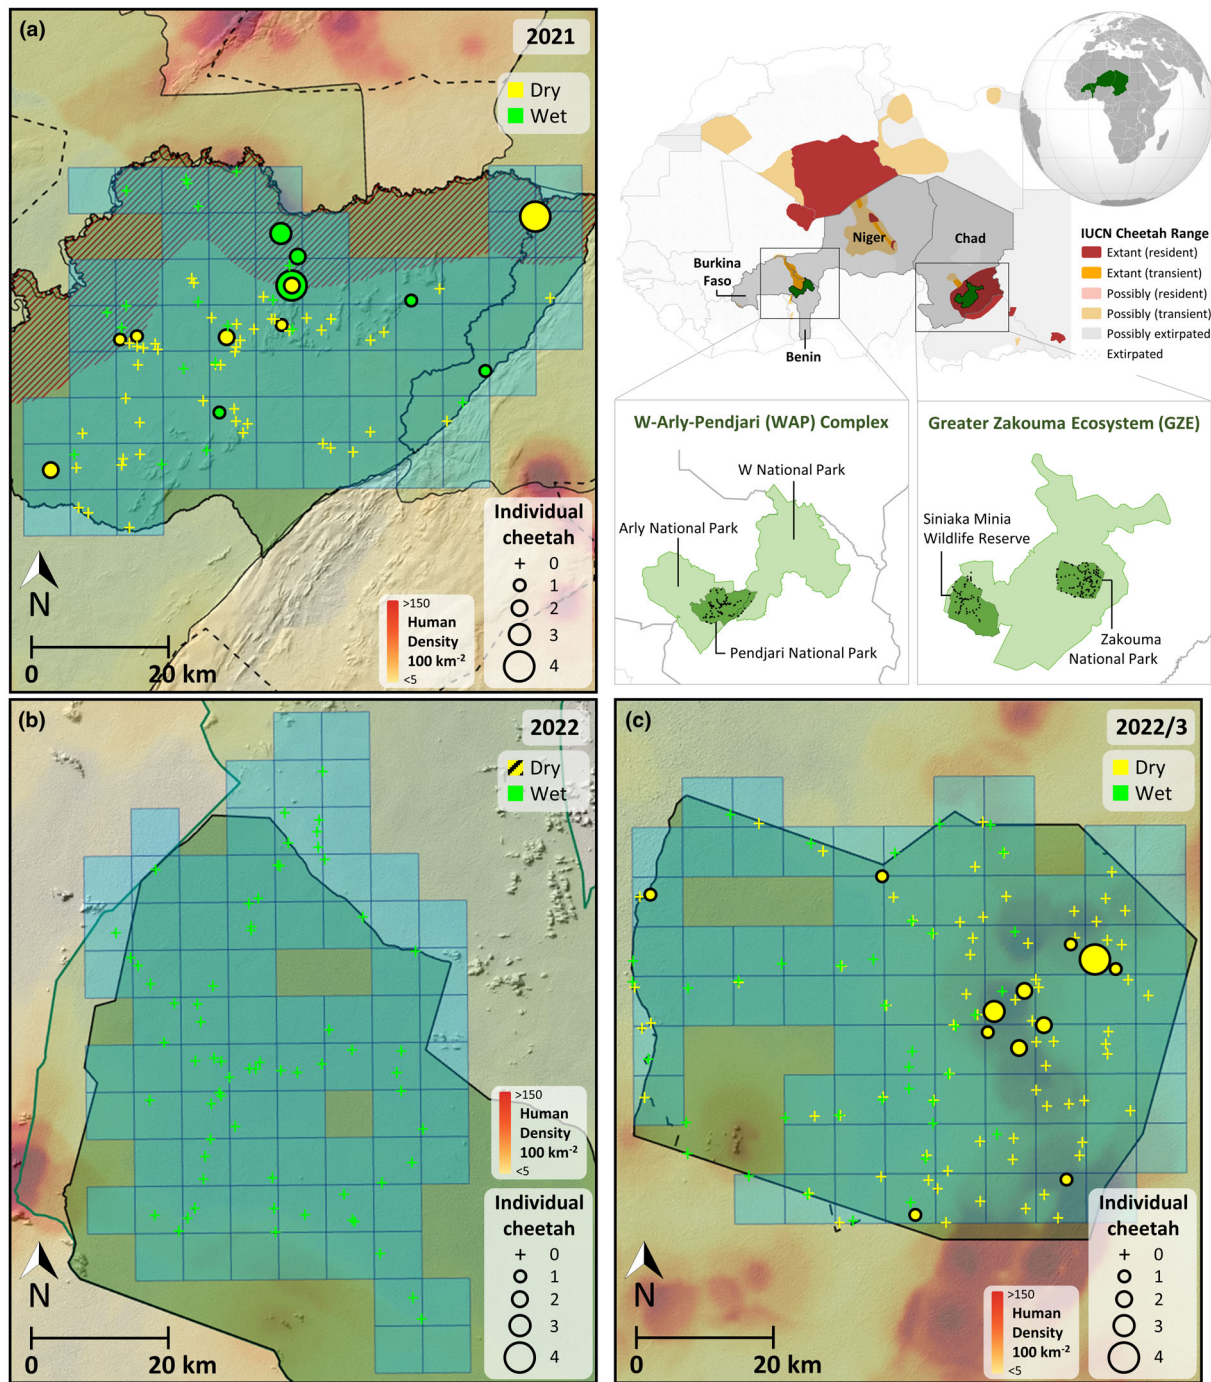 (a)
2021
Dry
Wet
Individual
cheetah
0
1
2
3
4
>150
Human
Density
100 km⁻²
<5
N
0
20 km
Niger
Chad
Burkina
Faso
Benin
IUCN Cheetah Range
Extant (resident)
Extant (transient)
Possibly (resident)
Possibly (transient)
Possibly extirpated
Extirpated
W-Arly-Pendjari (WAP) Complex
W National Park
Arly National Park
Pendjari National Park
Greater Zakouma Ecosystem (GZE)
Siniaka Minia
Wildlife Reserve
Zakouma
National Park
(b)
2022
Dry
Wet
>150
Human
Density
100 km⁻²
<5
Individual
cheetah
0
1
2
3
4
N
0
20 km
(c)
2022/3
Dry
Wet
Individual
cheetah
0
1
2
3
4
>150
Human
Density
100 km⁻²
<5
N
0
20 km